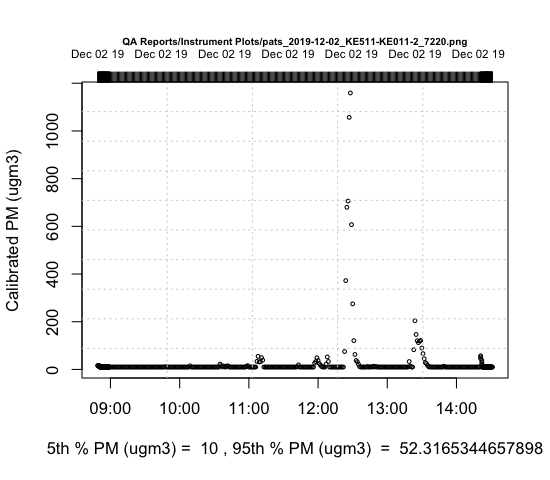 QA Reports/Instrument Plots/pats_2019-12-02_KE511-KE011-2_7220.png
Dec 02 19 Dec 02 19 Dec 02 19 Dec 02 19 Dec 02 19 Dec 02 19 Dec 02 19
Calibrated PM (ugm3)
1000
800
600
400
200
0
09:00 10:00 11:00 12:00 13:00 14:00
5th % PM (ugm3) = 10 , 95th % PM (ugm3) = 52.3165344657898